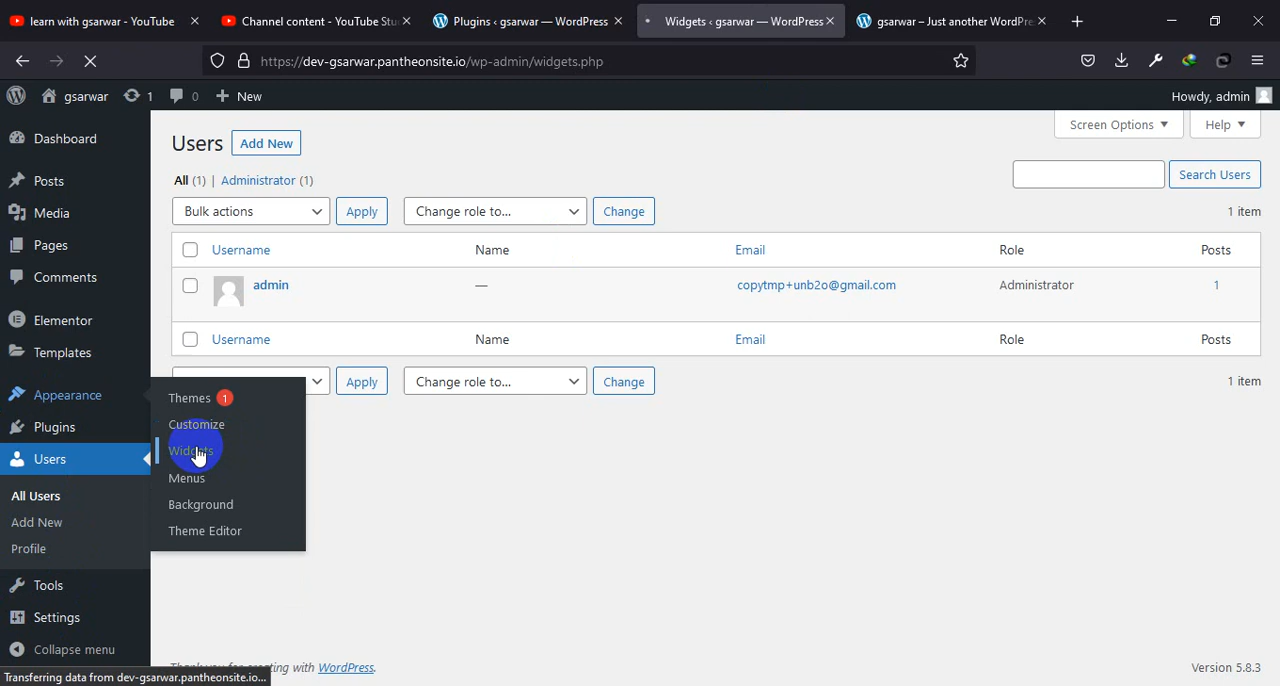 learn with gsarwar - YouTube
Channel content - YouTube Stu
Plugins ‹ gsarwar — WordPress
Widgets ‹ gsarwar — WordPress
gsarwar – Just another WordPre
https://dev-gsarwar.pantheonsite.io/wp-admin/widgets.php
gsarwar
1
0
New
Howdy, admin
Dashboard
Posts
Media
Pages
Comments
Elementor
Templates
Appearance
Plugins
Users
All Users
Add New
Profile
Tools
Settings
Collapse menu
Themes 1
Customize
Widgets
Menus
Background
Theme Editor
Screen Options
Help
Users
Add New
All (1) | Administrator (1)
Search Users
Bulk actions
Apply
Change role to...
Change
1 item
Username Name Email Role Posts
admin — copytmp+unb2o@gmail.com Administrator 1
Username Name Email Role Posts
Apply
Change role to...
Change
1 item
Thank you for creating with WordPress.
Version 5.8.3
Transferring data from dev-gsarwar.pantheonsite.io...